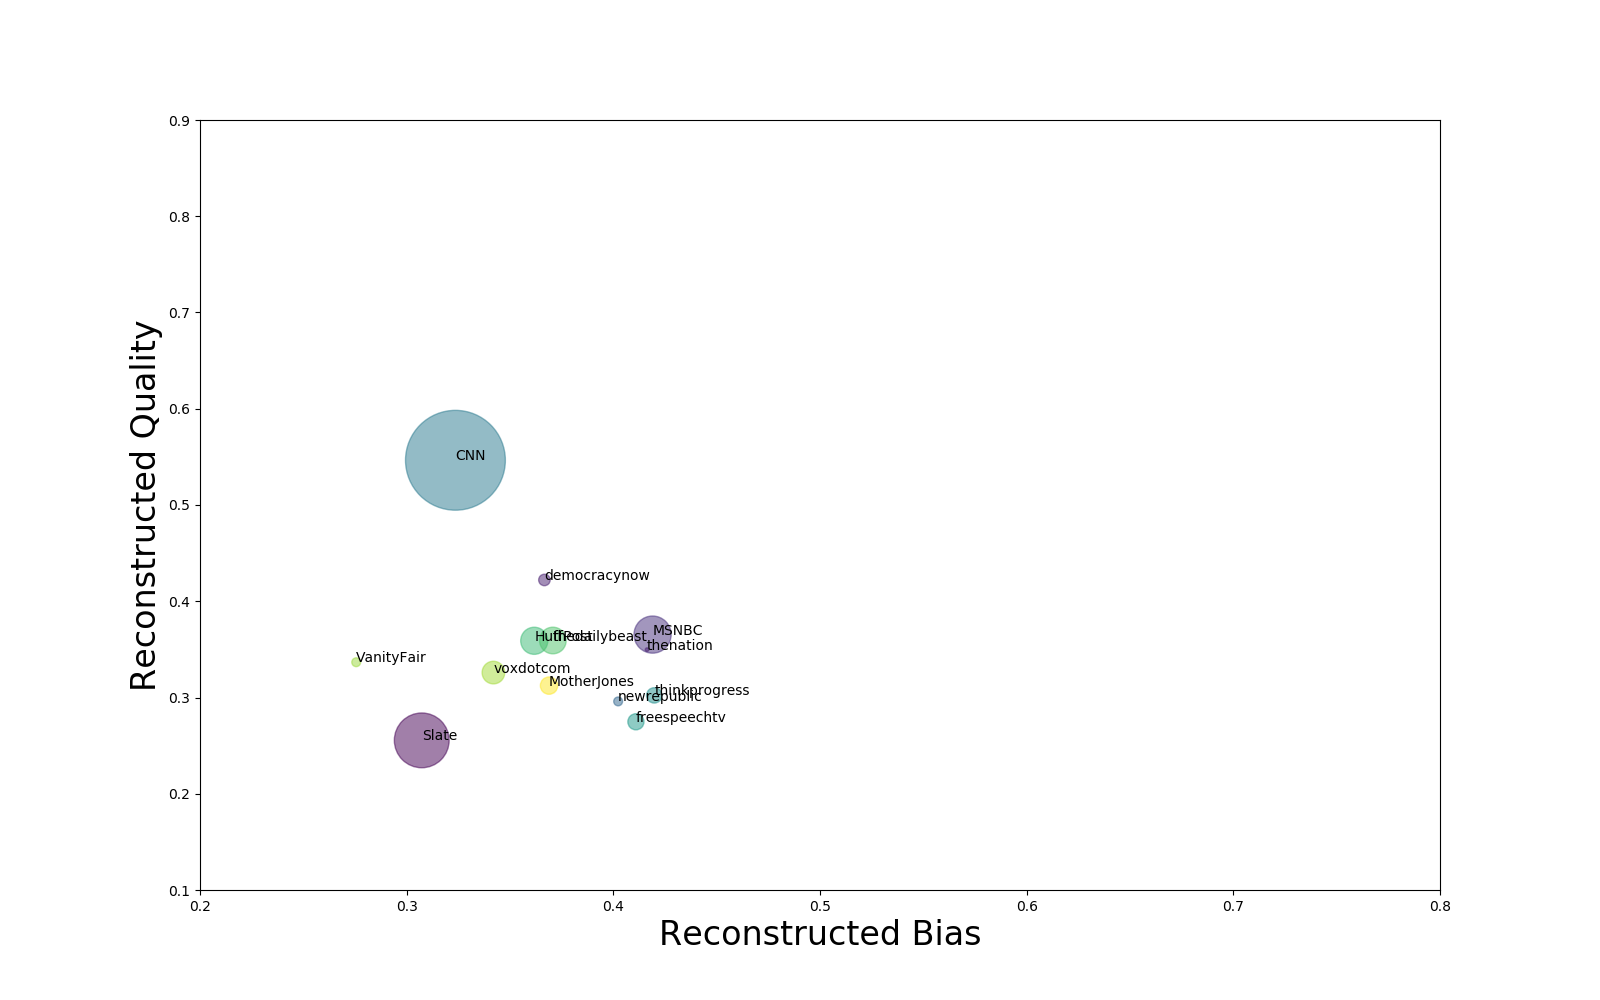 0.9
0.8
0.7
0.6
0.5
0.4
0.3
0.2
0.1
Reconstructed Quality
CNN
democracynow
HuffPost
thedailybeast
MSNBC
thenation
VanityFair
voxdotcom
MotherJones
thinkprogress
newrepublic
freespeechtv
Slate
0.2 0.3 0.4 0.5 0.6 0.7 0.8
Reconstructed Bias